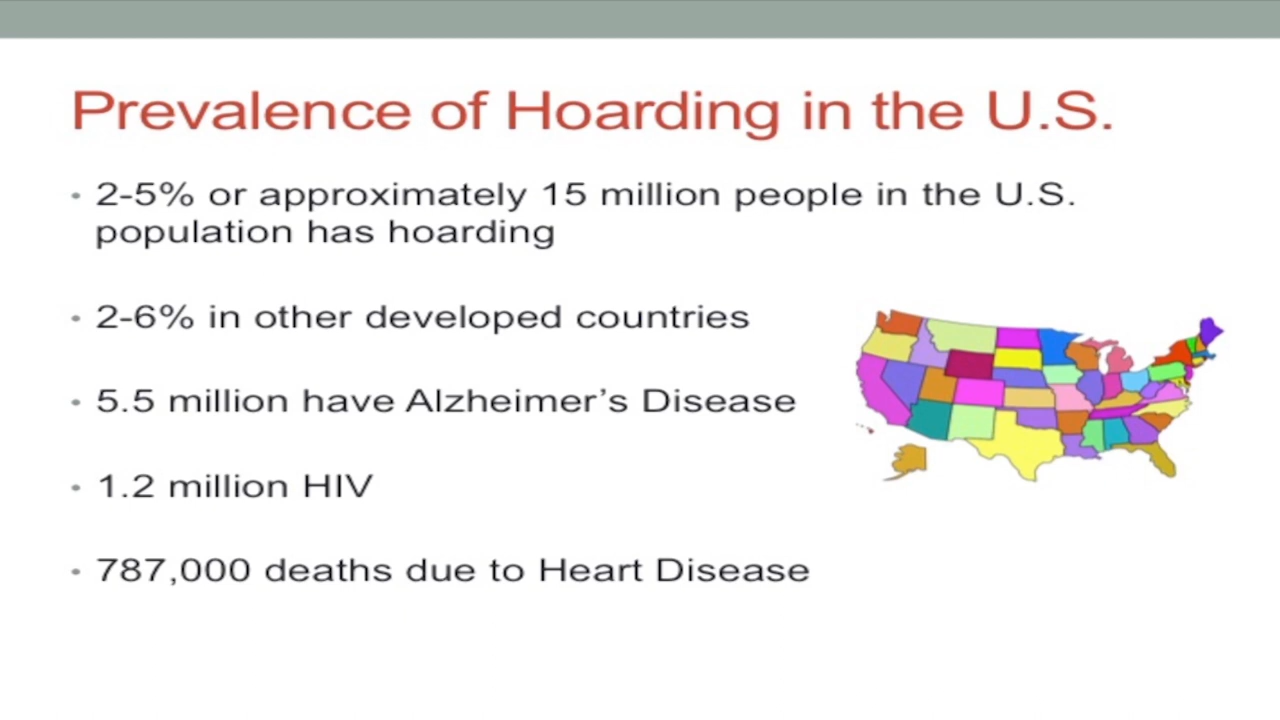 Prevalence of Hoarding in the U.S.
• 2-5% or approximately 15 million people in the U.S.
population has hoarding
• 2-6% in other developed countries
• 5.5 million have Alzheimer’s Disease
• 1.2 million HIV
• 787,000 deaths due to Heart Disease